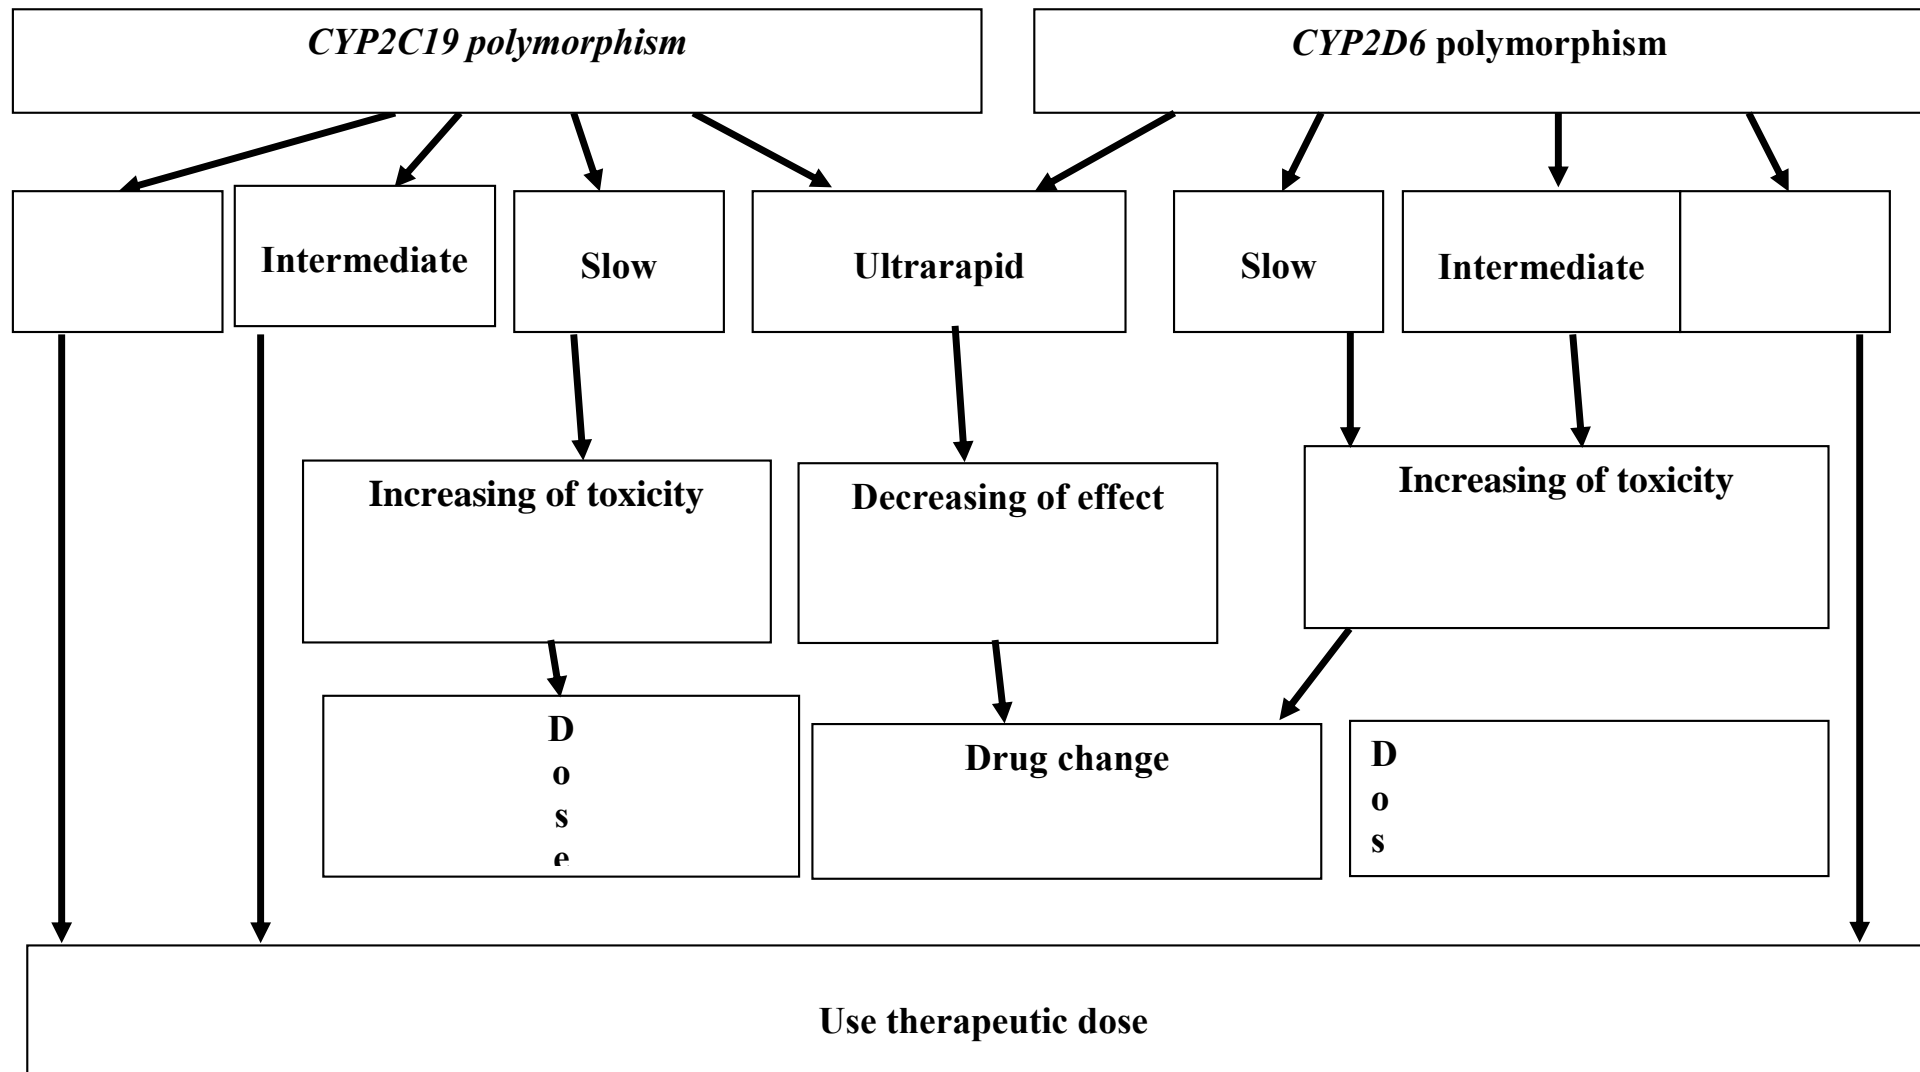 CYP2C19 polymorphism
CYP2D6 polymorphism
Intermediate
Slow
Ultrarapid
Slow
Intermediate
Increasing of toxicity
Decreasing of effect
Increasing of toxicity
D
o
s
e
Drug change
D
o
s
Use therapeutic dose